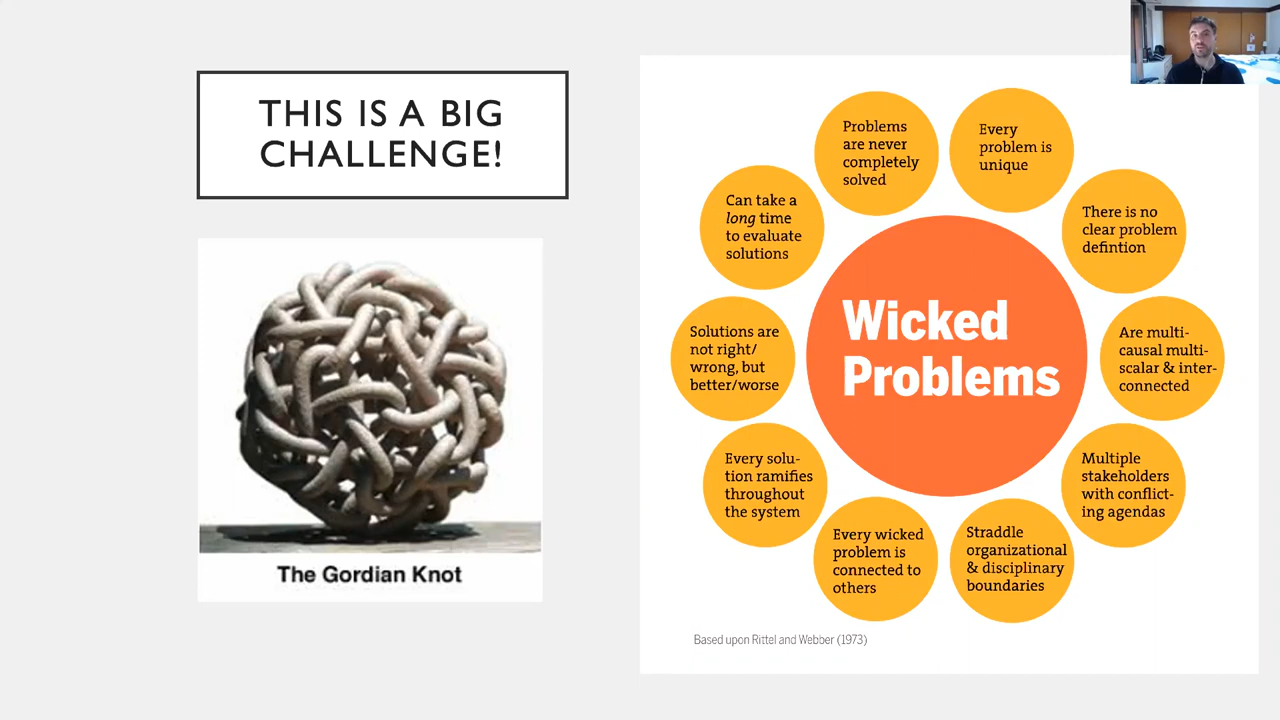 THIS IS A BIG
CHALLENGE!
The Gordian Knot
Wicked
Problems
Problems
are never
completely
solved
Every
problem is
unique
There is no
clear problem
defintion
Are multi-
causal multi-
scalar & inter-
connected
Multiple
stakeholders
with conflict-
ing agendas
Straddle
organizational
& disciplinary
boundaries
Every wicked
problem is
connected to
others
Every solu-
tion ramifies
throughout
the system
Solutions are
not right/
wrong, but
better/worse
Can take a
long time
to evaluate
solutions
Based upon Rittel and Webber (1973)